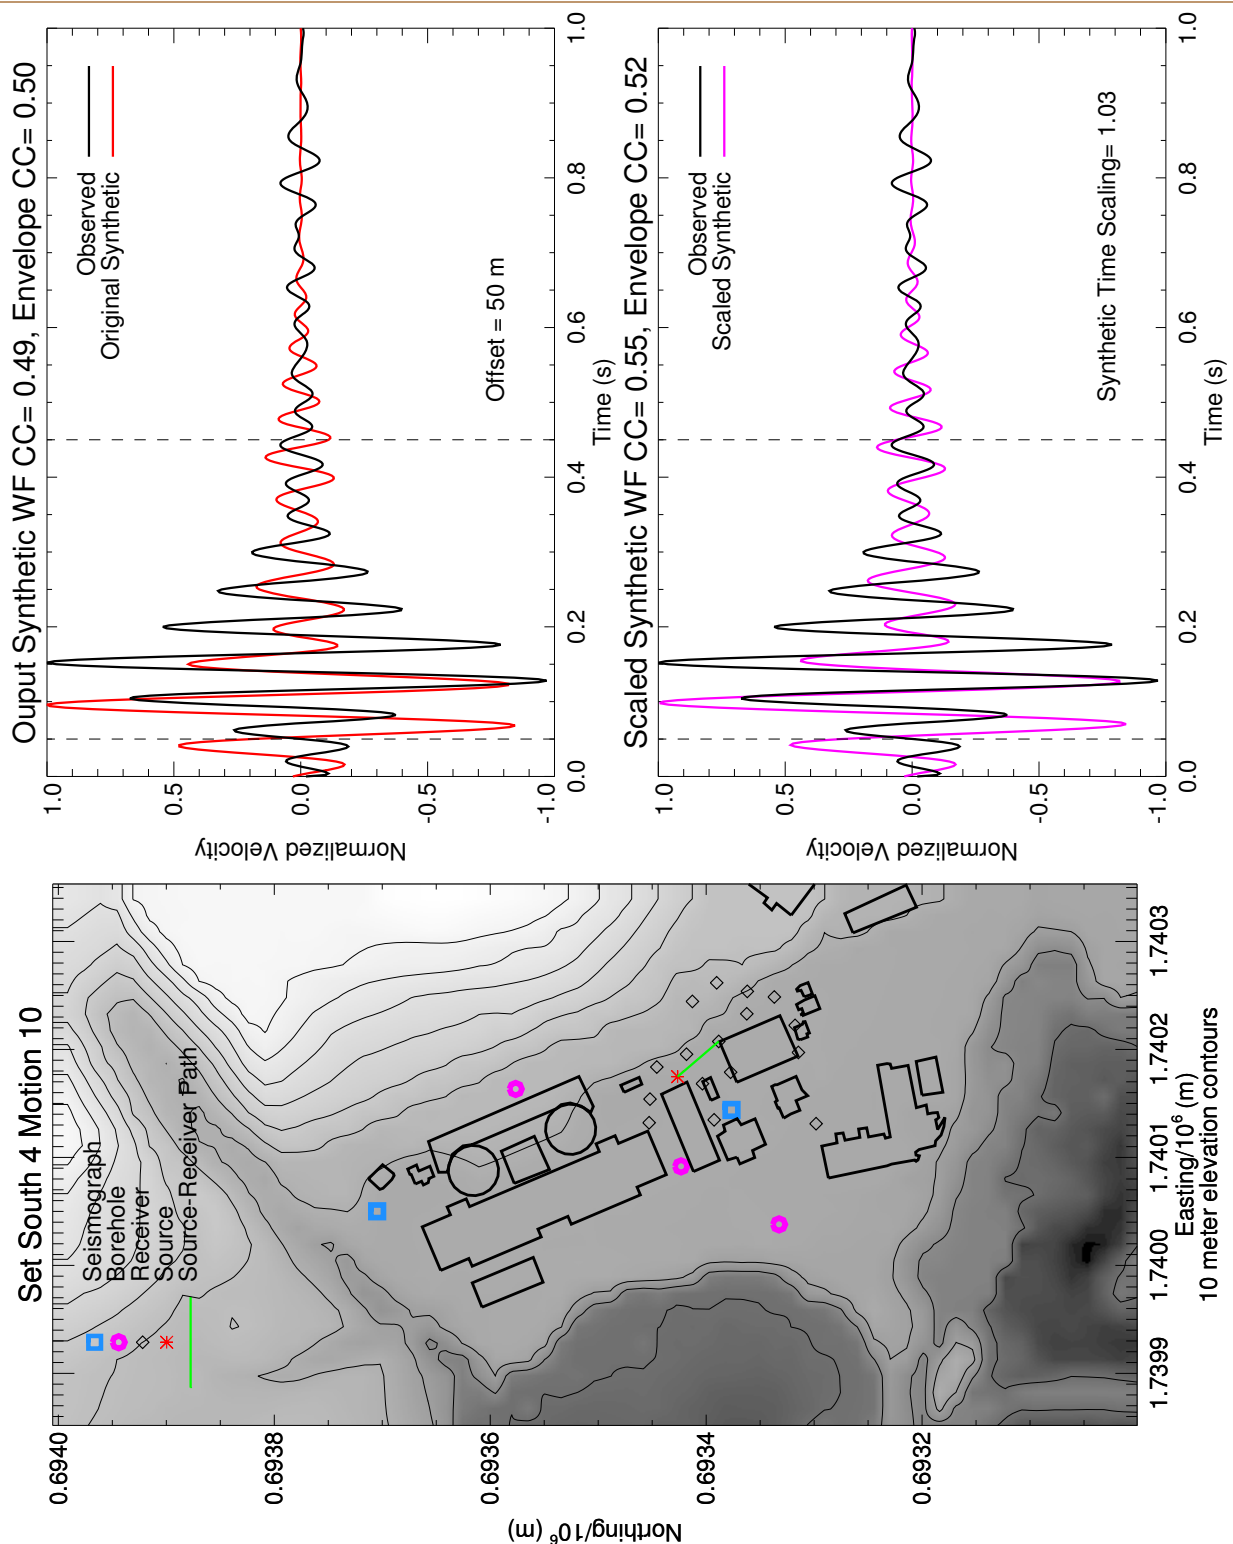 Set South 4 Motion 10
Seismograph
Borehole
Receiver
Source
Source-Receiver Path
Northing/10⁶ (m)
0.6940
0.6938
0.6936
0.6934
0.6932
1.7399
1.7400
1.7401
1.7402
1.7403
Easting/10⁶ (m)
10 meter elevation contours
Ouput Synthetic WF CC= 0.49, Envelope CC= 0.50
Observed
Original Synthetic
Offset = 50 m
Normalized Velocity
1.0
0.5
0.0
-0.5
-1.0
0.0
0.2
0.4
0.6
0.8
1.0
Time (s)
Scaled Synthetic WF CC= 0.55, Envelope CC= 0.52
Observed
Scaled Synthetic
Synthetic Time Scaling= 1.03
Normalized Velocity
1.0
0.5
0.0
-0.5
-1.0
0.0
0.2
0.4
0.6
0.8
1.0
Time (s)